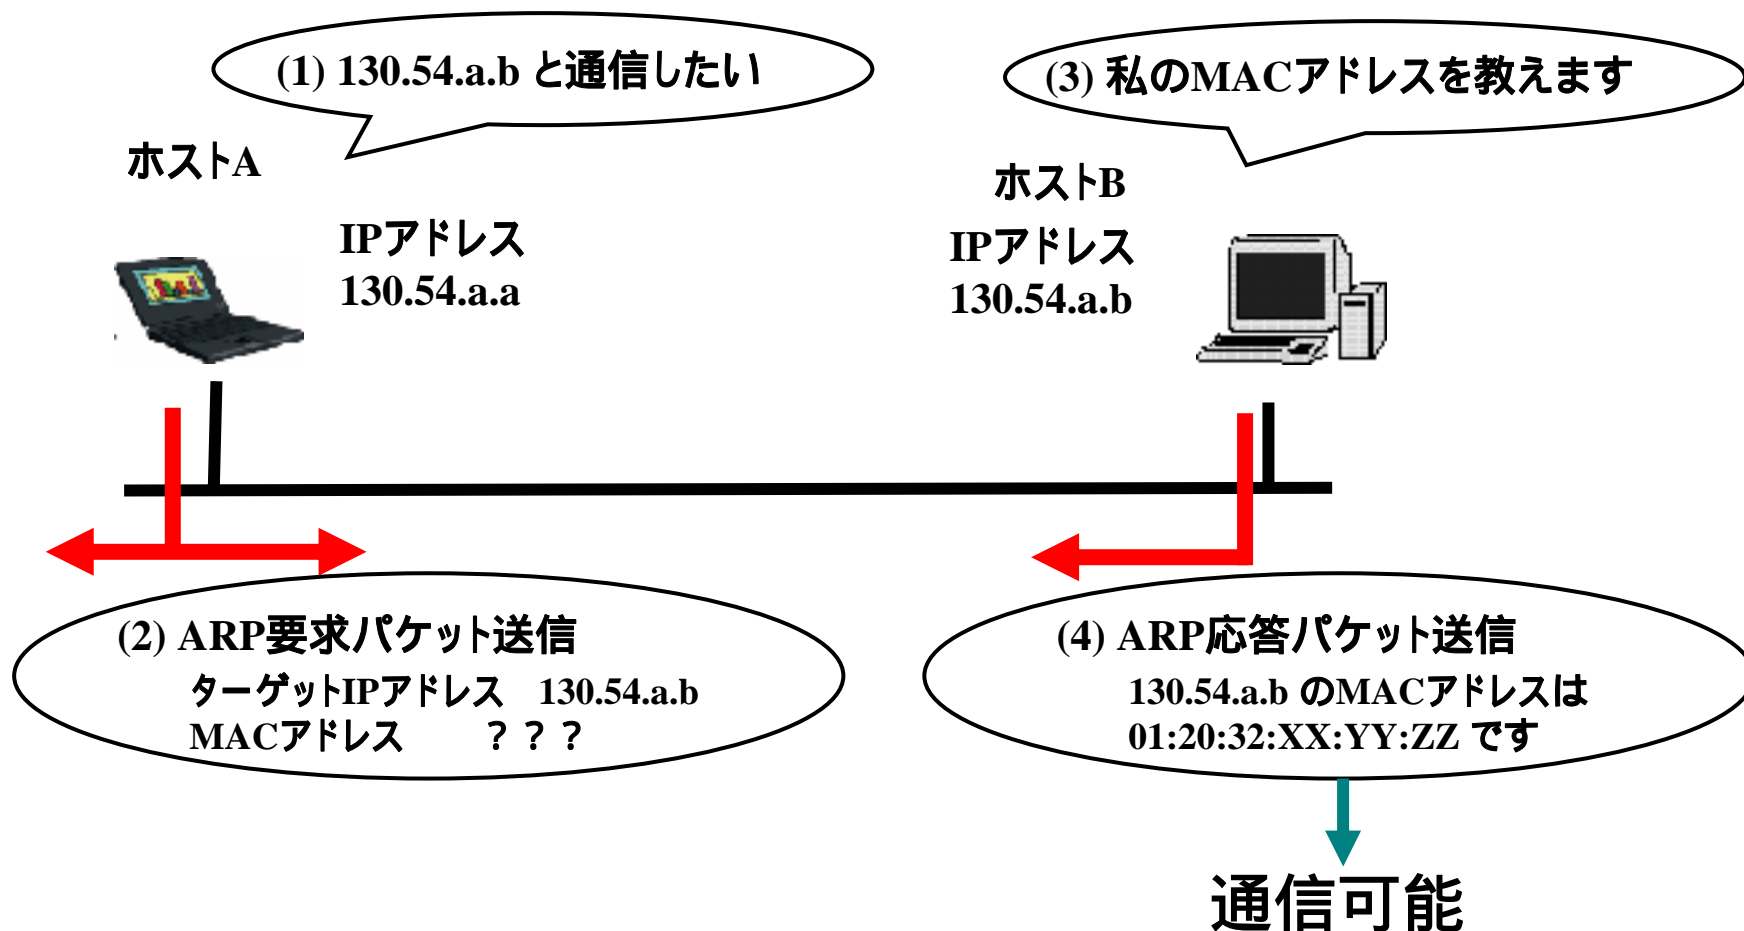 (1) 130.54.a.b と通信したい
(3) 私のMACアドレスを教えます
ホストA
IPアドレス
130.54.a.a
ホストB
IPアドレス
130.54.a.b
(2) ARP要求パケット送信
ターゲットIPアドレス　130.54.a.b
MACアドレス　　？？？
(4) ARP応答パケット送信
130.54.a.b のMACアドレスは
01:20:32:XX:YY:ZZ です
通信可能